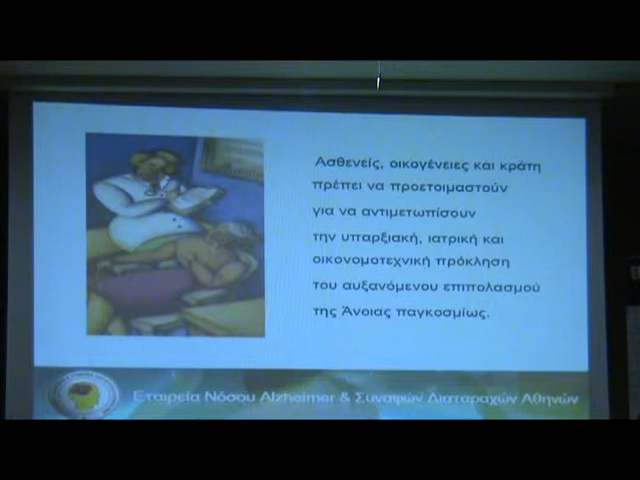 Ασθενείς, οικογένειες και κράτη
πρέπει να προετοιμαστούν
για να αντιμετωπίσουν
την υπαρξιακή, ιατρική και
οικονομοτεχνική πρόκληση
του αυξανόμενου επιπολασμού
της Άνοιας παγκοσμίως.
Εταιρεία Νόσου Alzheimer & Συναφών Διαταραχών Αθηνών